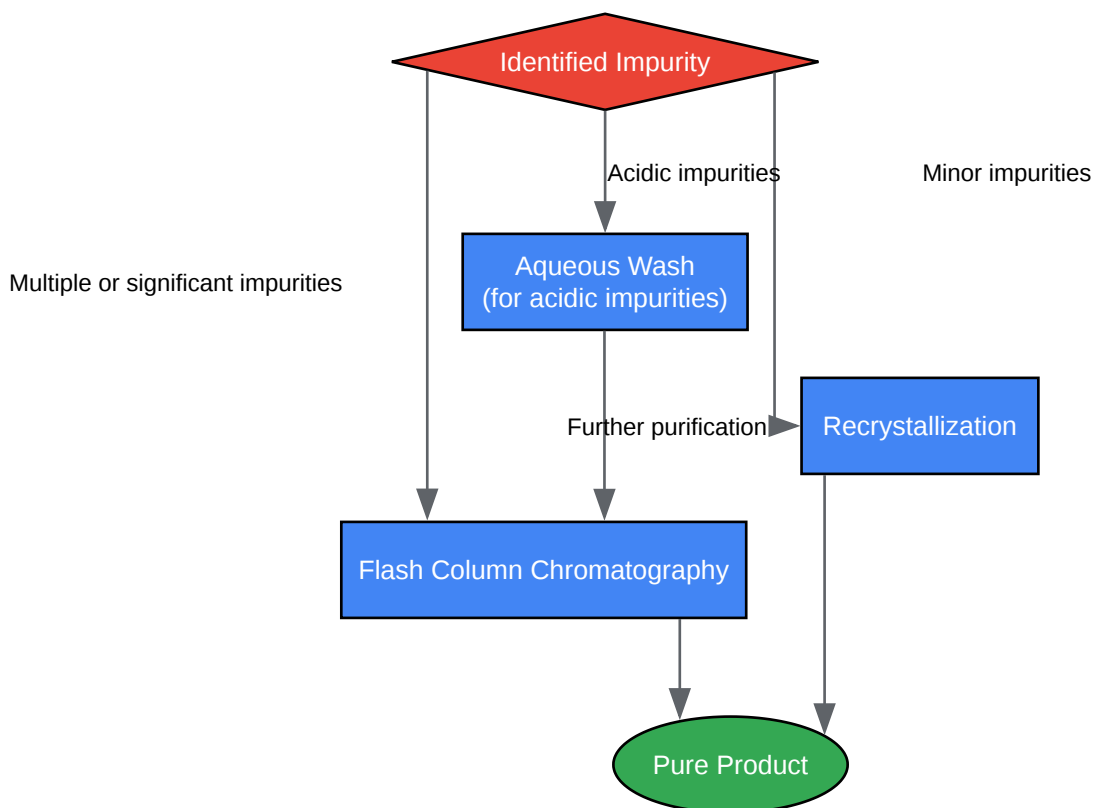 Identified Impurity
Acidic impurities
Minor impurities
Aqueous Wash
(for acidic impurities)
Multiple or significant impurities
Further purification
Recrystallization
Flash Column Chromatography
Pure Product